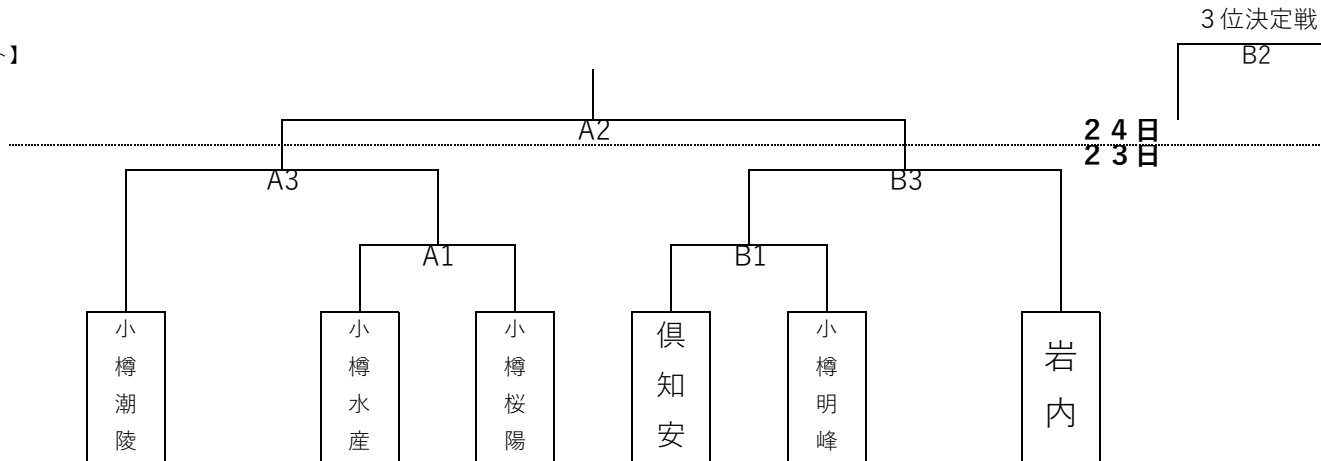 ３位決定戦
ト】
B2
A2
２４日
２３日
A3
B3
A1
B1
小樽潮陵
小樽水産
小樽桜陽
倶知安
小樽明峰
岩内